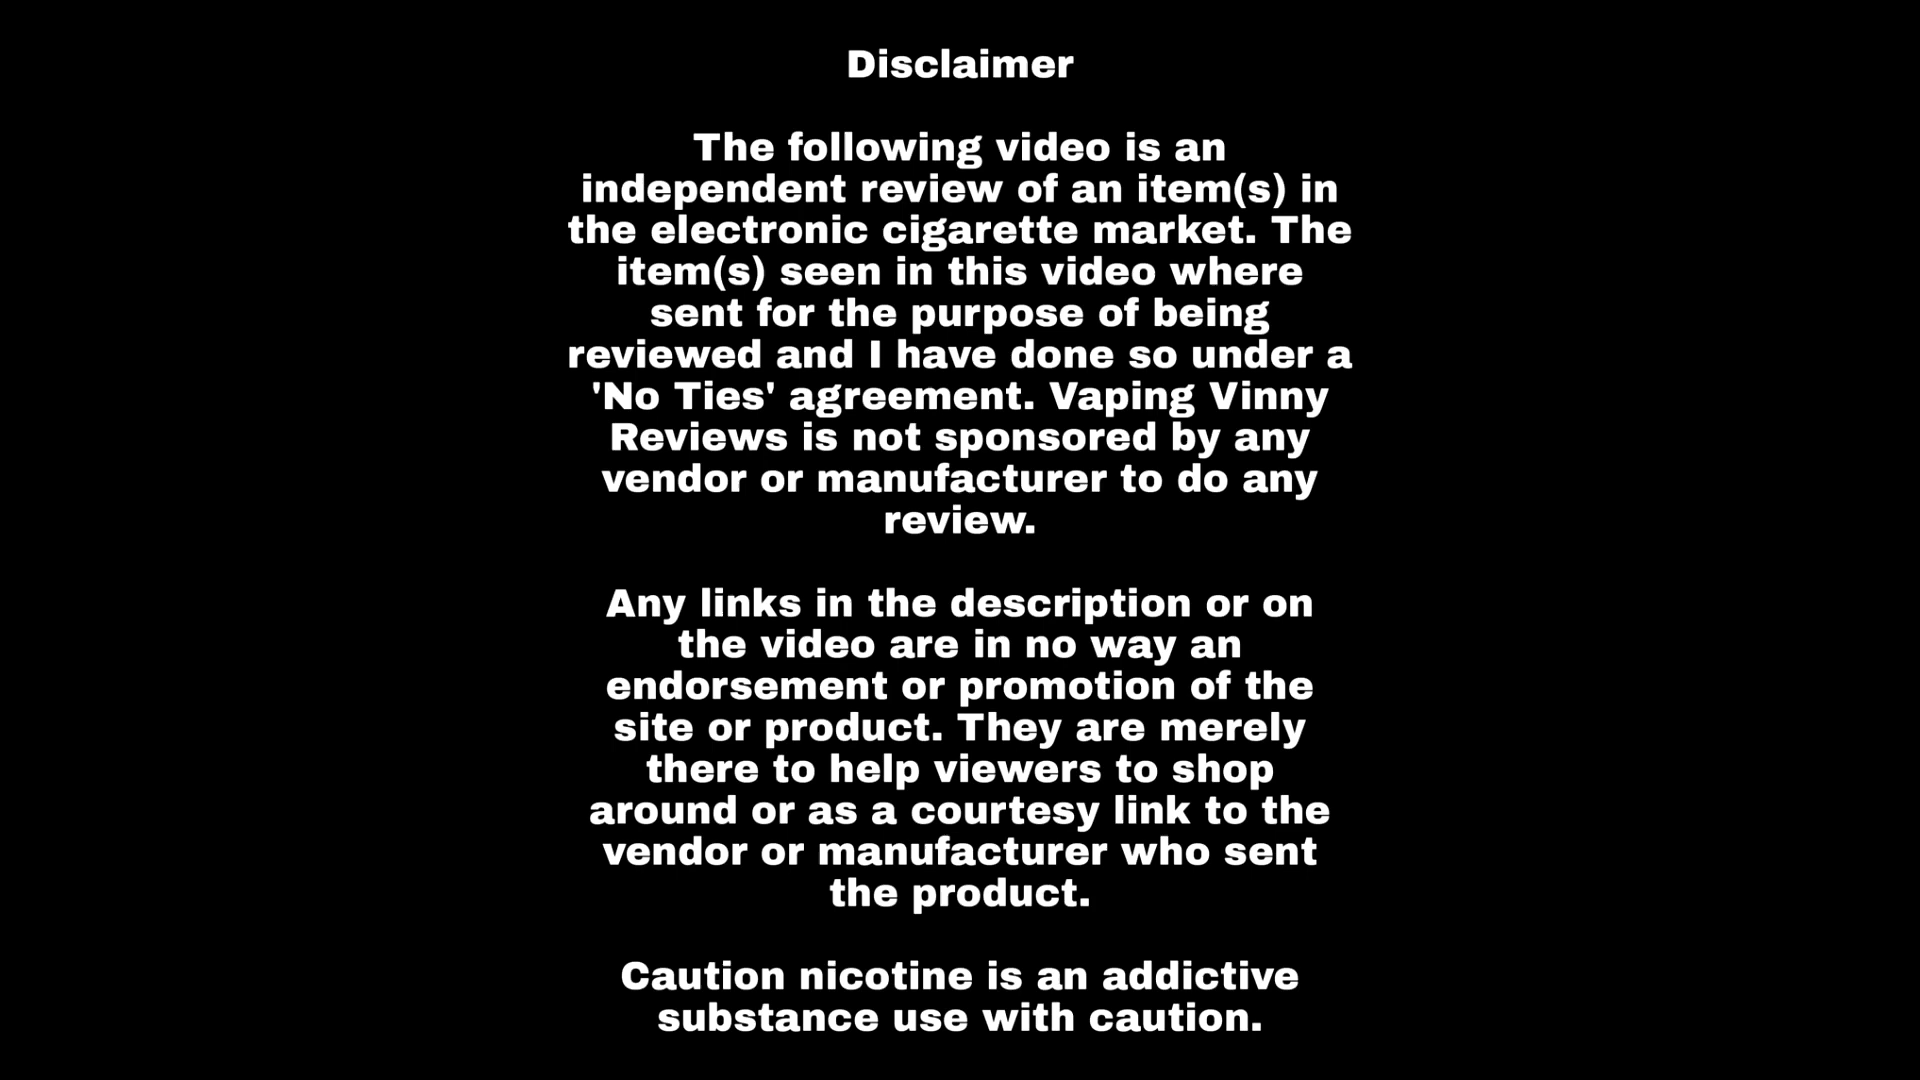 Disclaimer
The following video is an
independent review of an item(s) in
the electronic cigarette market. The
item(s) seen in this video where
sent for the purpose of being
reviewed and I have done so under a
'No Ties' agreement. Vaping Vinny
Reviews is not sponsored by any
vendor or manufacturer to do any
review.
Any links in the description or on
the video are in no way an
endorsement or promotion of the
site or product. They are merely
there to help viewers to shop
around or as a courtesy link to the
vendor or manufacturer who sent
the product.
Caution nicotine is an addictive
substance use with caution.